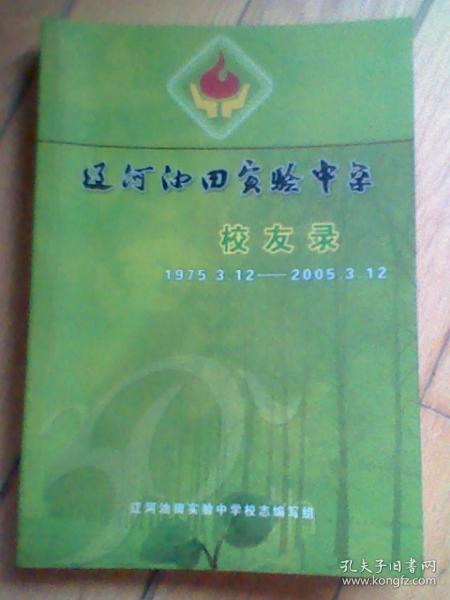 辽河油田实验中学
校友录
1975.3.12——2005.3.12
辽河油田实验中学校志编写组
孔夫子旧书网
www.kongfz.com